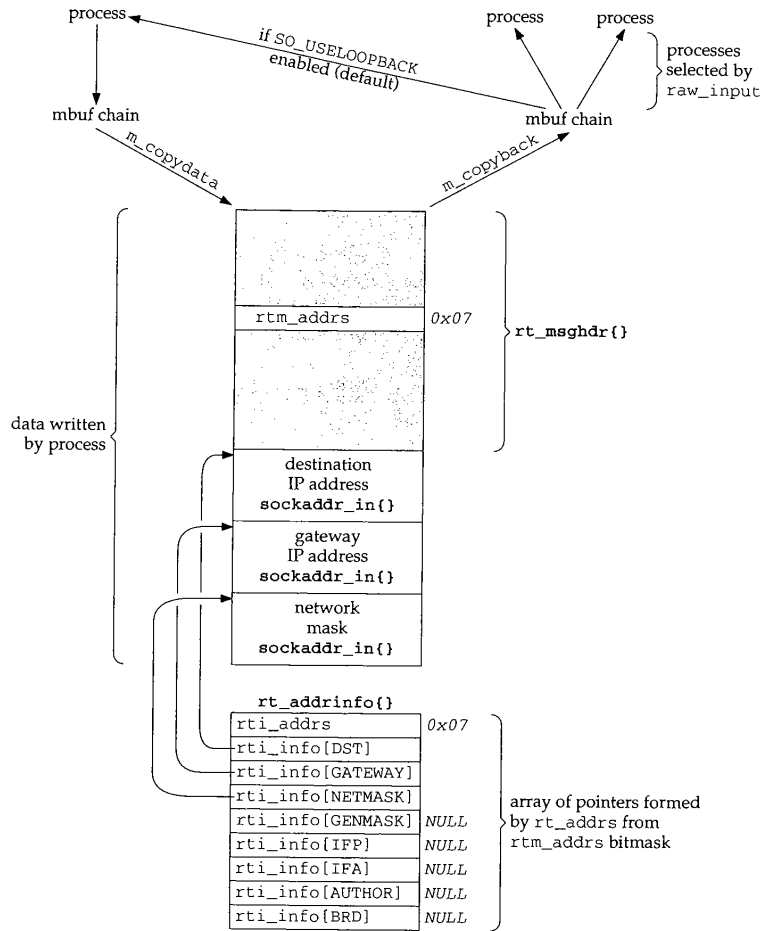 process
process
process
if SO_USELOOPBACK
enabled (default)
processes
selected by
raw_input
mbuf chain
mbuf chain
m_copydata
m_copyback
rtm_addrs
0x07
rt_msghdr{}
data written
by process
destination
IP address
sockaddr_in{}
gateway
IP address
sockaddr_in{}
network
mask
sockaddr_in{}
rt_addrinfo{}
rti_addrs
0x07
rti_info[DST]
rti_info[GATEWAY]
rti_info[NETMASK]
rti_info[GENMASK]
NULL
rti_info[IFP]
NULL
rti_info[IFA]
NULL
rti_info[AUTHOR]
NULL
rti_info[BRD]
NULL
array of pointers formed
by rt_addrs from
rtm_addrs bitmask